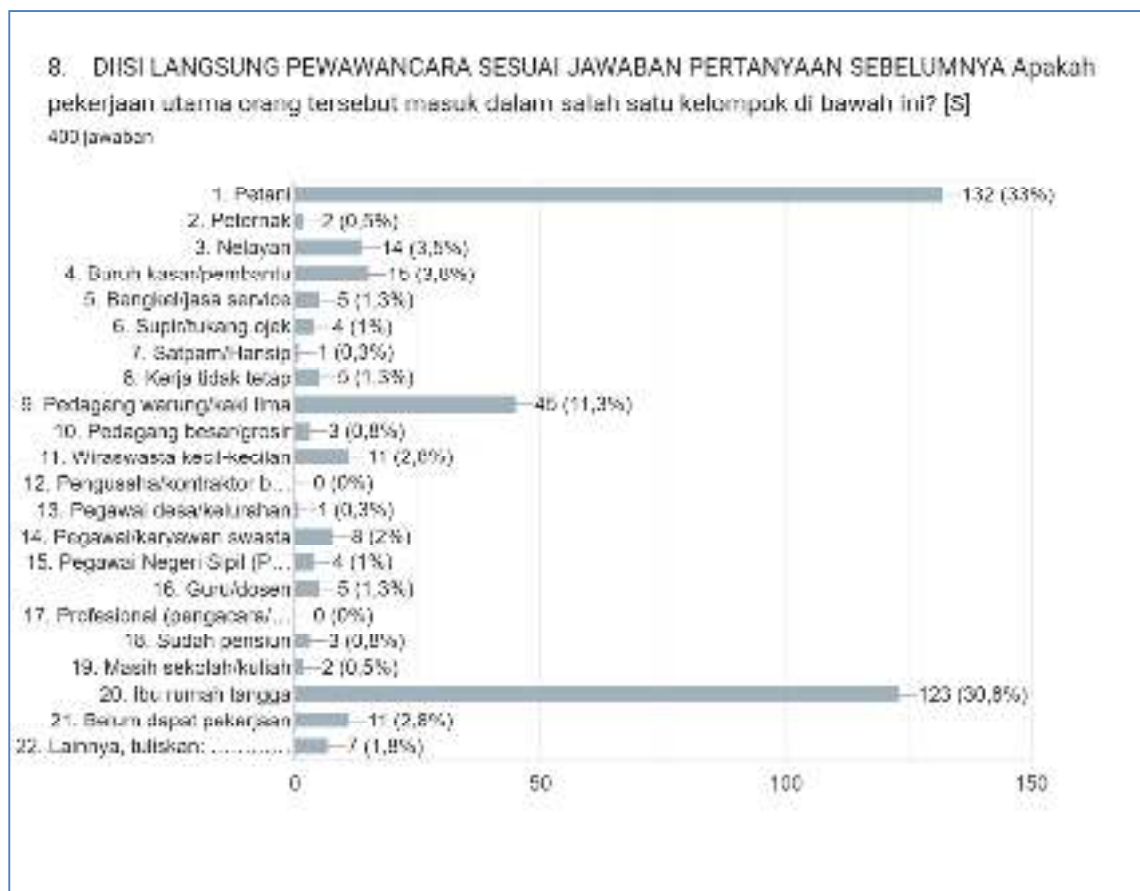 8. DIISI LANGSUNG PEWAWANCARA SESUAI JAWABAN PERTANYAAN SEBELUMNYA Apakah
pekerjaan utama orang tersebut masuk dalam salah satu kelompok di bawah ini? [S]
400 jawaban
1. Petani 132 (33%)
2. Peternak 2 (0,5%)
3. Nelayan 14 (3,5%)
4. Buruh kasar/pembantu 15 (3,8%)
5. Bengkel/jasa service 5 (1,3%)
6. Supir/tukang ojek 4 (1%)
7. Satpam/Hansip 1 (0,3%)
8. Kerja tidak tetap 5 (1,3%)
9. Pedagang warung/kaki lima 45 (11,3%)
10. Pedagang besar/grosir 3 (0,8%)
11. Wiraswasta kecil-kecilan 11 (2,8%)
12. Pengusaha/kontraktor b... 0 (0%)
13. Pegawai desa/kelurahan 1 (0,3%)
14. Pegawai/karyawan swasta 8 (2%)
15. Pegawai Negeri Sipil (P... 4 (1%)
16. Guru/dosen 5 (1,3%)
17. Profesional (pengacara/... 0 (0%)
18. Sudah pensiun 3 (0,8%)
19. Masih sekolah/kuliah 2 (0,5%)
20. Ibu rumah tangga 123 (30,8%)
21. Belum dapat pekerjaan 11 (2,8%)
22. Lainnya, tuliskan: ............ 7 (1,8%)
0 50 100 150